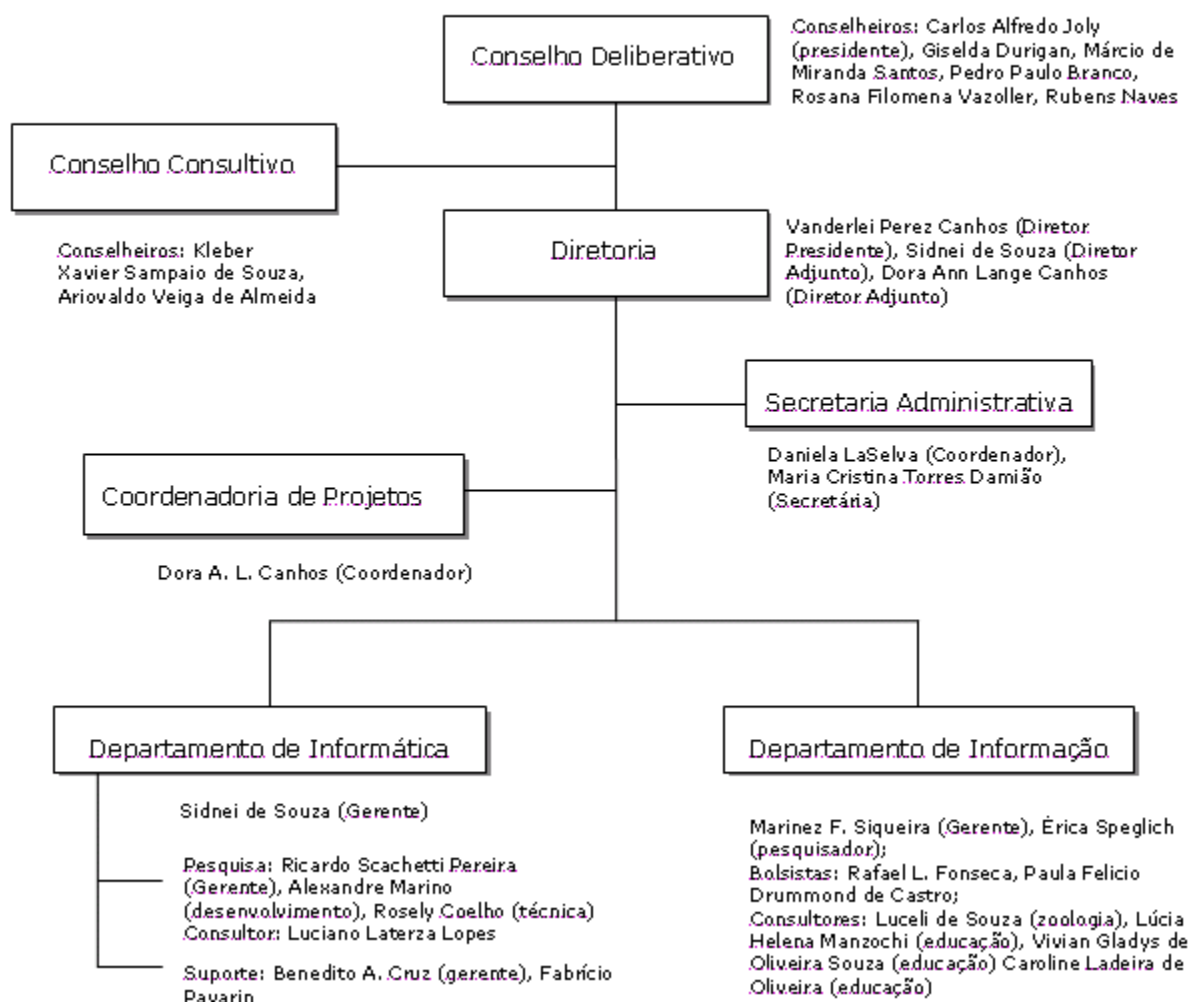 Conselho Deliberativo
Conselheiros: Carlos Alfredo Joly
(presidente), Giselda Durigan, Márcio de
Miranda Santos, Pedro Paulo Branco,
Rosana Filomena Vazoller, Rubens Naves
Conselho Consultivo
Conselheiros: Kleber
Xavier Sampaio de Souza,
Ariovaldo Veiga de Almeida
Diretoria
Vanderlei Perez Canhos (Diretor
Presidente), Sidnei de Souza (Diretor
Adjunto), Dora Ann Lange Canhos
(Diretor Adjunto)
Secretaria Administrativa
Daniela LaSelva (Coordenador),
Maria Cristina Torres Damião
(Secretária)
Coordenadoria de Projetos
Dora A. L. Canhos (Coordenador)
Departamento de Informática
Sidnei de Souza (Gerente)
Pesquisa: Ricardo Scachetti Pereira
(Gerente), Alexandre Marino
(desenvolvimento), Rosely Coelho (técnica)
Consultor: Luciano Laterza Lopes
Suporte: Benedito A. Cruz (gerente), Fabrício
Pavarin
Departamento de Informação
Marinez F. Siqueira (Gerente), Érica Speglich
(pesquisador);
Bolsistas: Rafael L. Fonseca, Paula Felicio
Drummond de Castro;
Consultores: Luceli de Souza (zoologia), Lúcia
Helena Manzochi (educação), Vivian Gladys de
Oliveira Souza (educação) Caroline Ladeira de
Oliveira (educação)